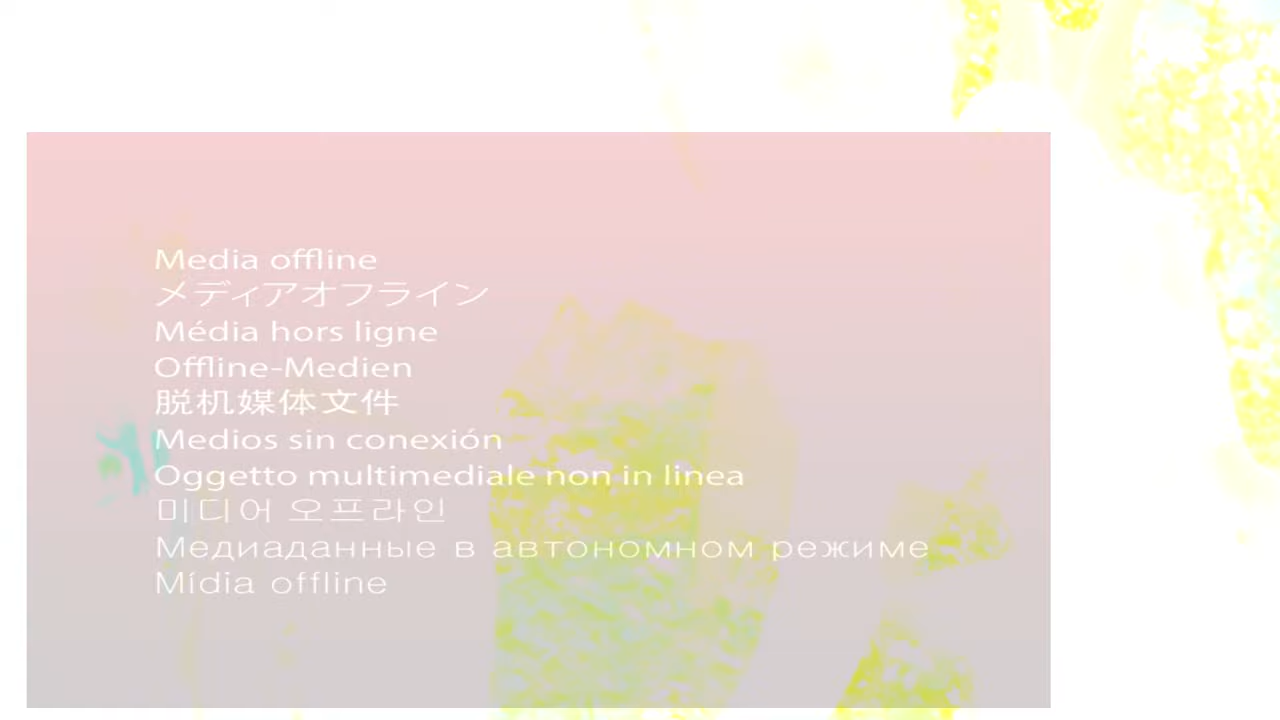 Media offline
メディアオフライン
Média hors ligne
Offline-Medien
脱机媒体文件
Medios sin conexión
Oggetto multimediale non in linea
미디어 오프라인
Медиаданные в автономном режиме
Mídia offline